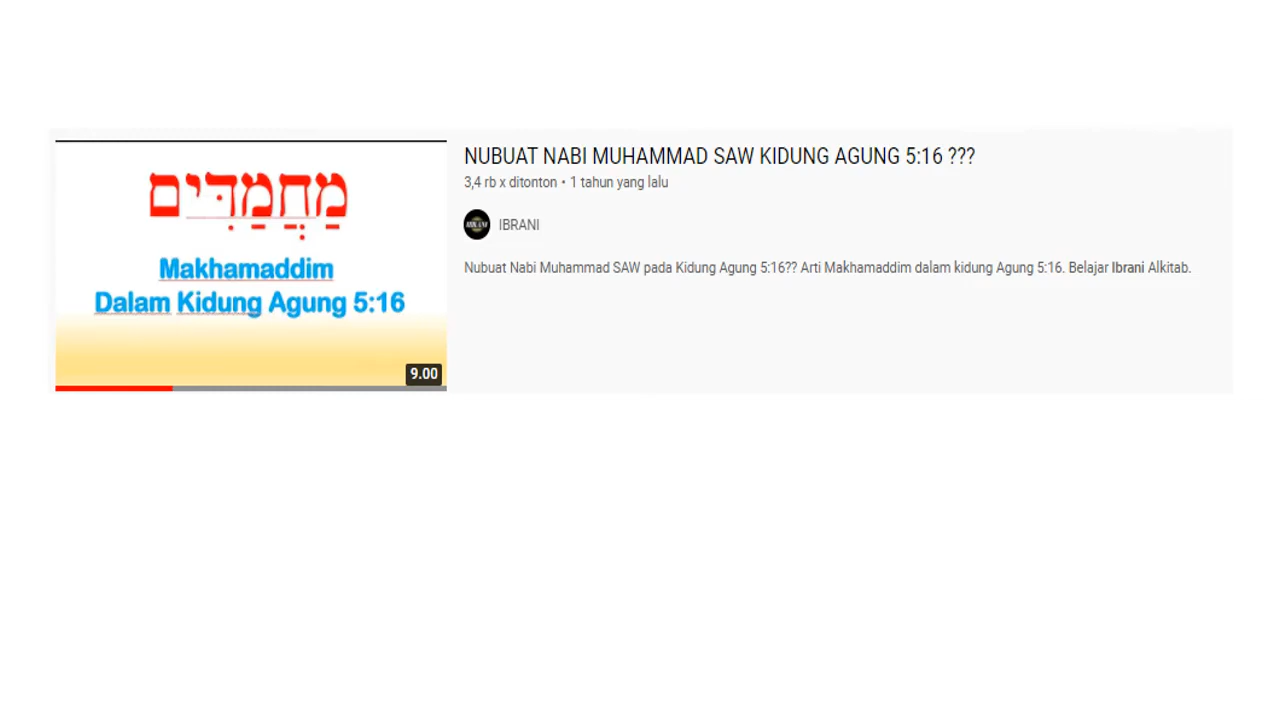 מַחֲמַדִּים
Makhamaddim
Dalam Kidung Agung 5:16
9.00
NUBUAT NABI MUHAMMAD SAW KIDUNG AGUNG 5:16 ???
3,4 rb x ditonton • 1 tahun yang lalu
IBRANI
Nubuat Nabi Muhammad SAW pada Kidung Agung 5:16?? Arti Makhamaddim dalam kidung Agung 5:16. Belajar Ibrani Alkitab.